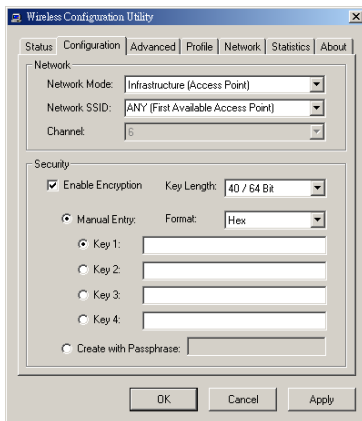 Wireless Configuration Utility
Status Configuration Advanced Profile Network Statistics About
Network
Network Mode: Infrastructure (Access Point)
Network SSID: ANY (First Available Access Point)
Channel: 6
Security
Enable Encryption Key Length: 40 / 64 Bit
Manual Entry: Format: Hex
Key 1:
Key 2:
Key 3:
Key 4:
Create with Passphrase:
OK Cancel Apply